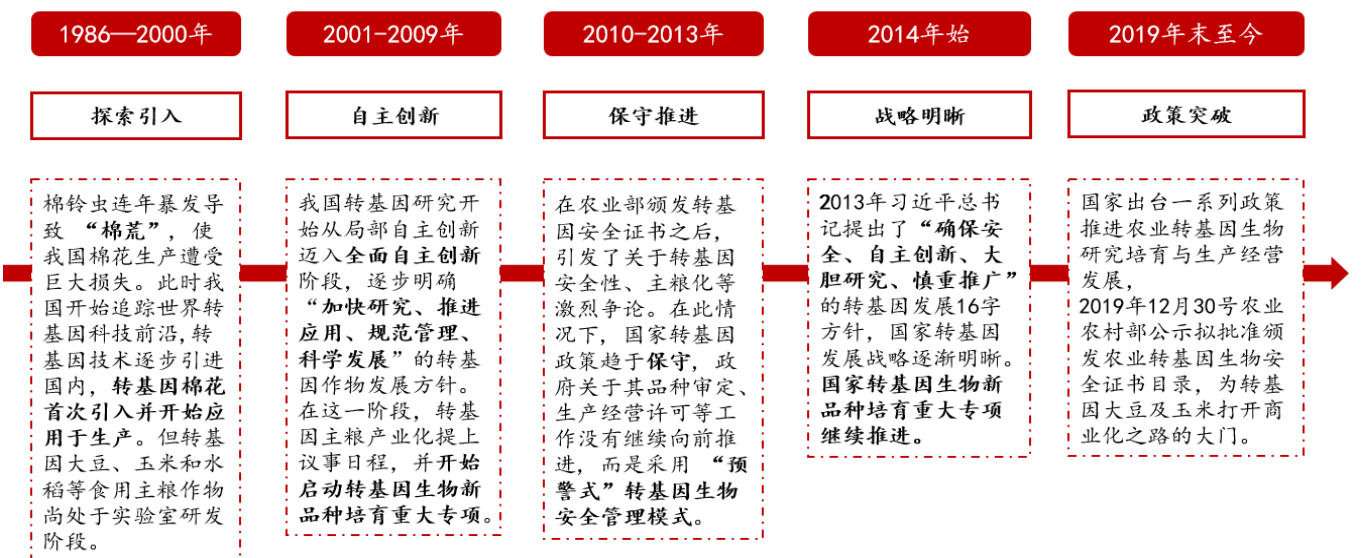 1986—2000年
探索引入
棉铃虫连年暴发导
致 “棉荒”，使
我国棉花生产遭受
巨大损失。此时我
国开始追踪世界转
基因科技前沿,转
基因技术逐步引进
国内，转基因棉花
首次引入并开始应
用于生产。但转基
因大豆、玉米和水
稻等食用主粮作物
尚处于实验室研发
阶段。
2001-2009年
自主创新
我国转基因研究开
始从局部自主创新
迈入全面自主创新
阶段，逐步明确
“加快研究、推进
应用、规范管理、
科学发展”的转基
因作物发展方针。
在这一阶段，转基
因主粮产业化提上
议事日程，并开始
启动转基因生物新
品种培育重大专项。
2010-2013年
保守推进
在农业部颁发转基
因安全证书之后，
引发了关于转基因
安全性、主粮化等
激烈争论。在此情
况下，国家转基因
政策趋于保守，政
府关于其品种审定、
生产经营许可等工
作没有继续向前推
进，而是采用 “预
警式”转基因生物
安全管理模式。
2014年始
战略明晰
2013年习近平总书
记提出了“确保安
全、自主创新、大
胆研究、慎重推广”
的转基因发展16字
方针，国家转基因
发展战略逐渐明晰。
国家转基因生物新
品种培育重大专项
继续推进。
2019年末至今
政策突破
国家出台一系列政策
推进农业转基因生物
研究培育与生产经营
发展，
2019年12月30号农业
农村部公示拟批准颁
发农业转基因生物安
全证书目录，为转基
因大豆及玉米打开商
业化之路的大门。